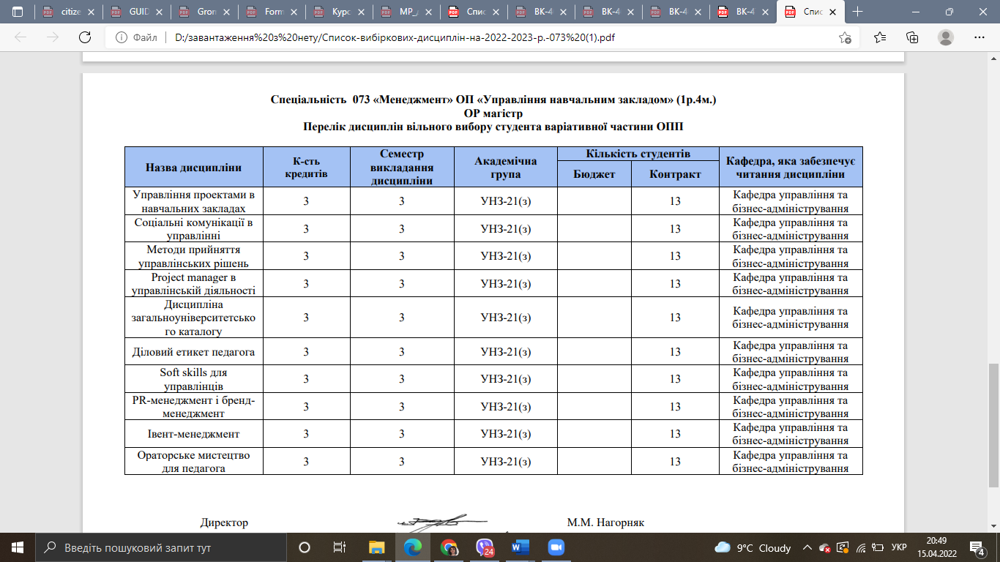 citize
GUID
Gron
Form
Курс
МР_д
Спис
ВК-4
ВК-4
ВК-4
ВК-4
Спис
Файл
D:/завантаження%20з%20нету/Список-вибіркових-дисциплін-на-2022-2023-р.-073%20(1).pdf
Спеціальність 073 «Менеджмент» ОП «Управління навчальним закладом» (1р.4м.)
ОР магістр
Перелік дисциплін вільного вибору студента варіативної частини ОПП
Назва дисципліни
К-сть
кредитів
Семестр
викладання
дисципліни
Академічна
група
Кількість студентів
Бюджет
Контракт
Кафедра, яка забезпечує
читання дисципліни
Управління проектами в
навчальних закладах
3
3
УНЗ-21(з)
13
Кафедра управління та
бізнес-адміністрування
Соціальні комунікації в
управлінні
3
3
УНЗ-21(з)
13
Кафедра управління та
бізнес-адміністрування
Методи прийняття
управлінських рішень
3
3
УНЗ-21(з)
13
Кафедра управління та
бізнес-адміністрування
Project manager в
управлінській діяльності
3
3
УНЗ-21(з)
13
Кафедра управління та
бізнес-адміністрування
Дисципліна
загальноуніверситетсько
го каталогу
3
3
УНЗ-21(з)
13
Кафедра управління та
бізнес-адміністрування
Діловий етикет педагога
3
3
УНЗ-21(з)
13
Кафедра управління та
бізнес-адміністрування
Soft skills для
управлінців
3
3
УНЗ-21(з)
13
Кафедра управління та
бізнес-адміністрування
PR-менеджмент і бренд-
менеджмент
3
3
УНЗ-21(з)
13
Кафедра управління та
бізнес-адміністрування
Івент-менеджмент
3
3
УНЗ-21(з)
13
Кафедра управління та
бізнес-адміністрування
Ораторське мистецтво
для педагога
3
3
УНЗ-21(з)
13
Кафедра управління та
бізнес-адміністрування
Директор
М.М. Нагорняк
Введіть пошуковий запит тут
24
9°C Cloudy
УКР
20:49
15.04.2022
4